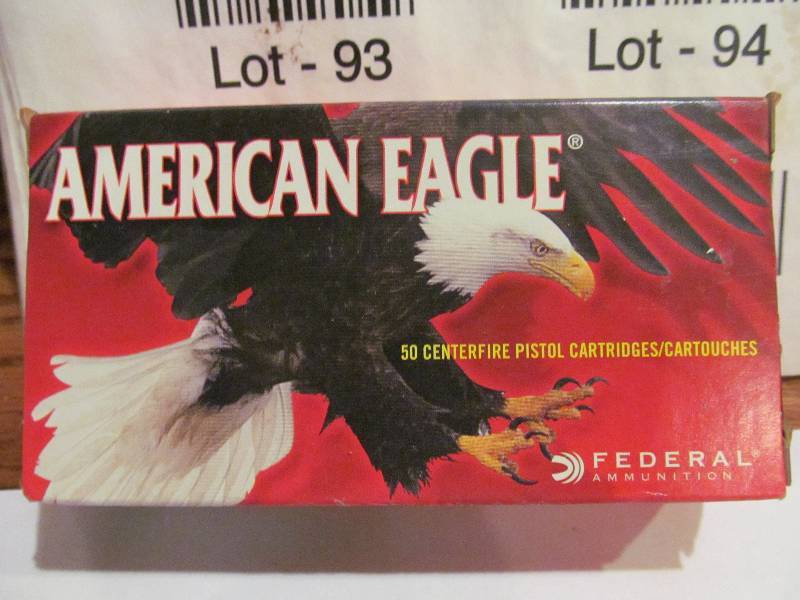 Lot - 93
Lot - 94
AMERICAN EAGLE®
50 CENTERFIRE PISTOL CARTRIDGES/CARTOUCHES
FEDERAL®
AMMUNITION